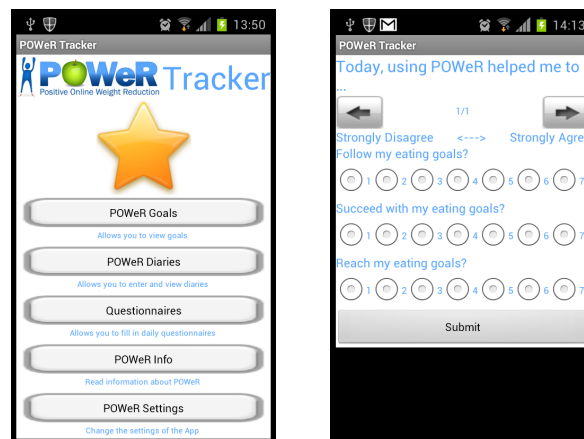 13:50
POWeR Tracker
POWeR Tracker
Positive Online Weight Reduction
POWeR Goals
Allows you to view goals
POWeR Diaries
Allows you to enter and view diaries
Questionnaires
Allows you to fill in daily questionnaires
POWeR Info
Read information about POWeR
POWeR Settings
Change the settings of the App
14:13
POWeR Tracker
Today, using POWeR helped me to
...
1/1
Strongly Disagree <---> Strongly Agre
Follow my eating goals?
1 2 3 4 5 6 7
Succeed with my eating goals?
1 2 3 4 5 6 7
Reach my eating goals?
1 2 3 4 5 6 7
Submit